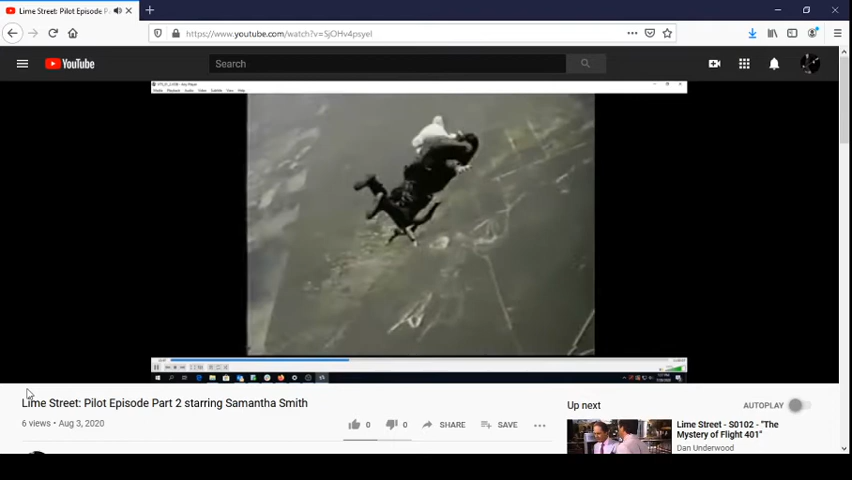 Lime Street: Pilot Episode P
https://www.youtube.com/watch?v=SjOHv4psyeI
YouTube
Search
Lime Street: Pilot Episode Part 2 starring Samantha Smith
6 views • Aug 3, 2020
0
0
SHARE
SAVE
Up next
AUTOPLAY
Lime Street - S0102 - "The
Mystery of Flight 401"
Dan Underwood